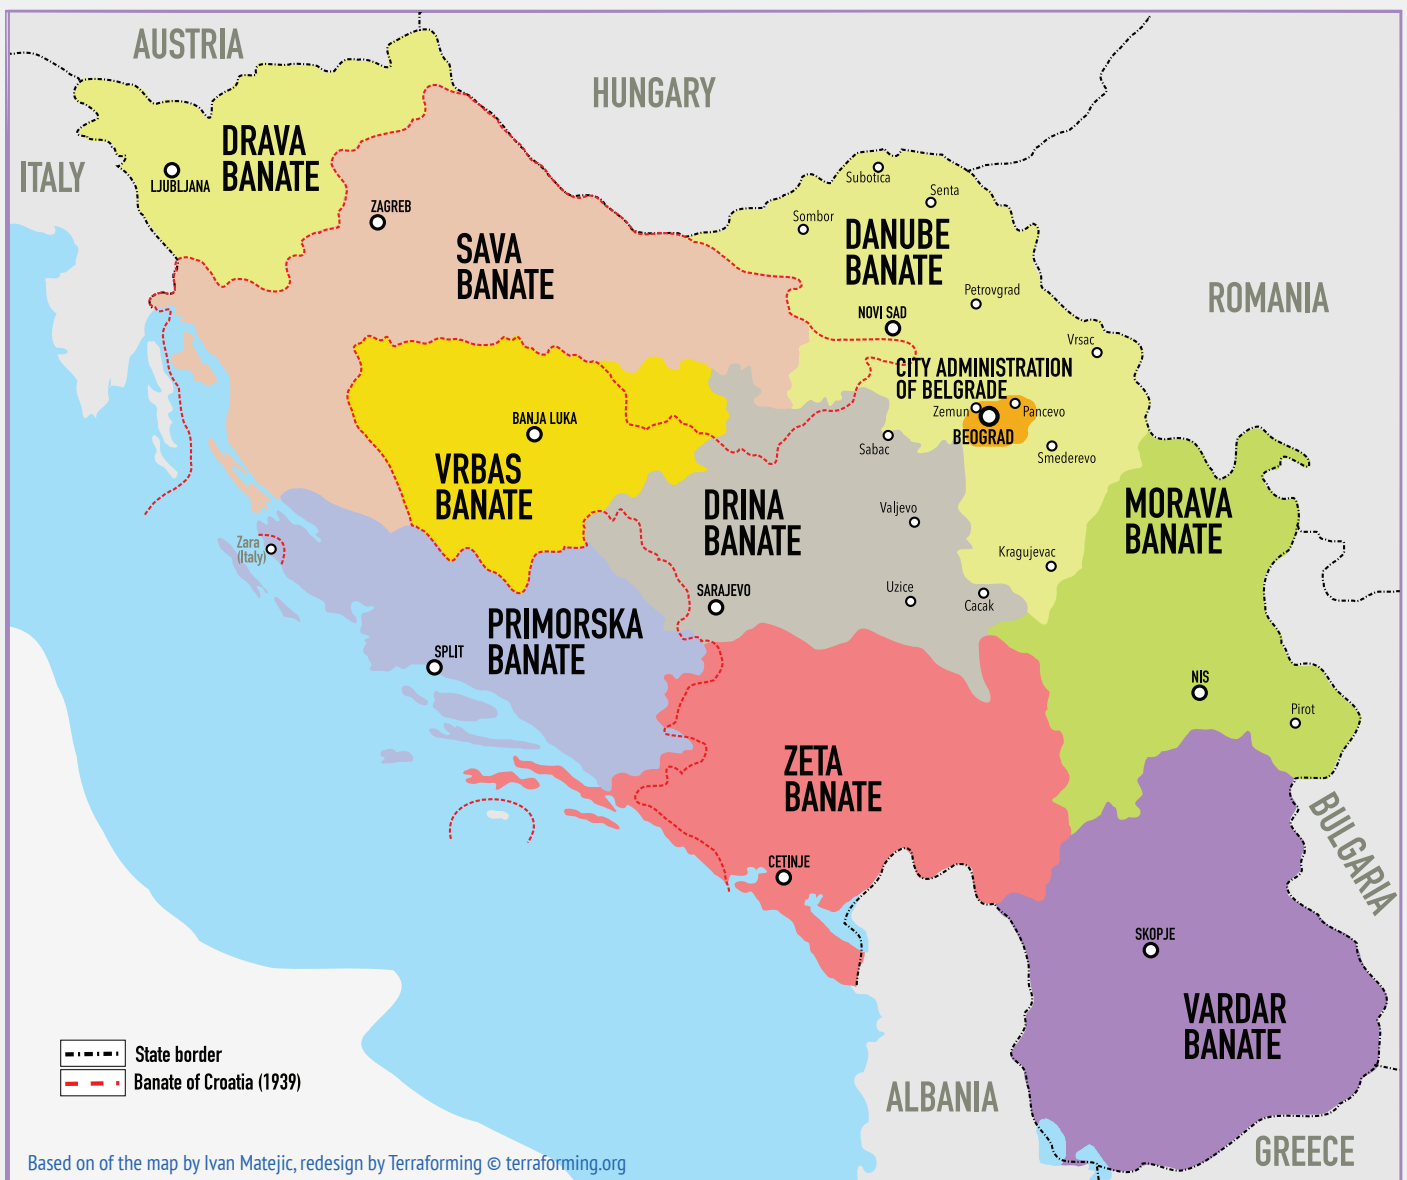 AUSTRIA
HUNGARY
ITALY
ROMANIA
BULGARIA
ALBANIA
GREECE
DRAVA
BANATE
LJUBLJANA
ZAGREB
SAVA
BANATE
Subotica
Senta
Sombor
DANUBE
BANATE
Petrovgrad
NOVI SAD
Vrsac
CITY ADMINISTRATION
OF BELGRADE
Zemun
Pancevo
BEOGRAD
Smederevo
Sabac
BANJA LUKA
VRBAS
BANATE
DRINA
BANATE
Valjevo
Kragujevac
Uzice
Cacak
SARAJEVO
MORAVA
BANATE
NIS
Pirot
Zara
(Italy)
PRIMORSKA
BANATE
SPLIT
ZETA
BANATE
CETINJE
SKOPJE
VARDAR
BANATE
State border
Banate of Croatia (1939)
Based on of the map by Ivan Matejic, redesign by Terraforming © terraforming.org